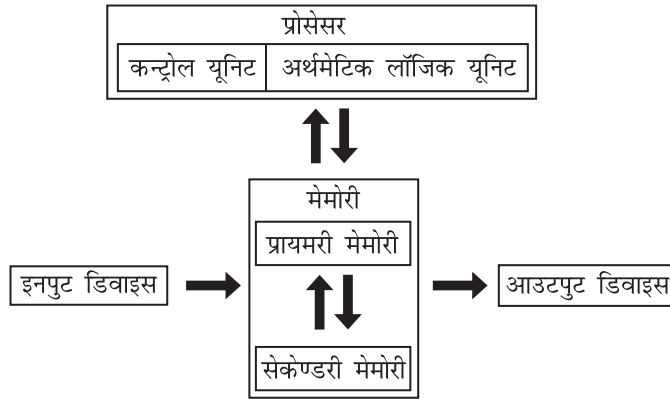 प्रोसेसर
कन्ट्रोल यूनिट अर्थमेटिक लॉजिक यूनिट
मेमोरी
प्रायमरी मेमोरी
इनपुट डिवाइस
आउटपुट डिवाइस
सेकेण्डरी मेमोरी